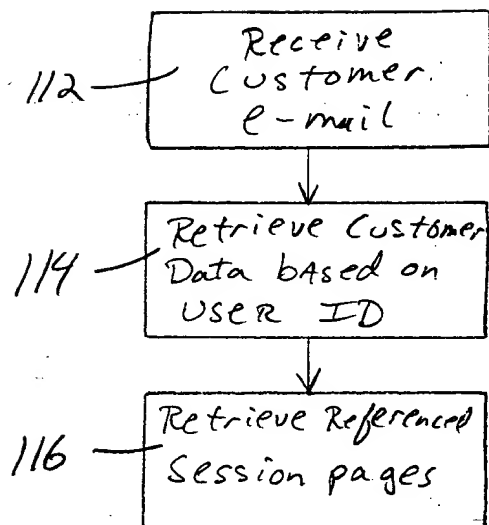 Receive
Customer
e-mail
112
Retrieve Customer
Data bAsed on
USER ID
114
Retrieve Referenced
Session pages
116